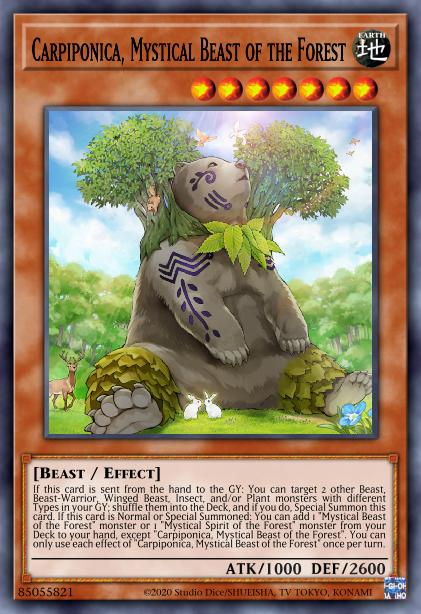 Carpiponica, Mystical Beast of the Forest
EARTH
地
[Beast / Effect]
If this card is sent from the hand to the GY: You can target 2 other Beast,
Beast-Warrior, Winged Beast, Insect, and/or Plant monsters with different
Types in your GY; shuffle them into the Deck, and if you do, Special Summon this
card. If this card is Normal or Special Summoned: You can add 1 "Mystical Beast
of the Forest" monster or 1 "Mystical Spirit of the Forest" monster from your
Deck to your hand, except "Carpiponica, Mystical Beast of the Forest". You can
only use each effect of "Carpiponica, Mystical Beast of the Forest" once per turn.
ATK/1000 DEF/2600
85055821
©2020 Studio Dice/SHUEISHA, TV TOKYO, KONAMI